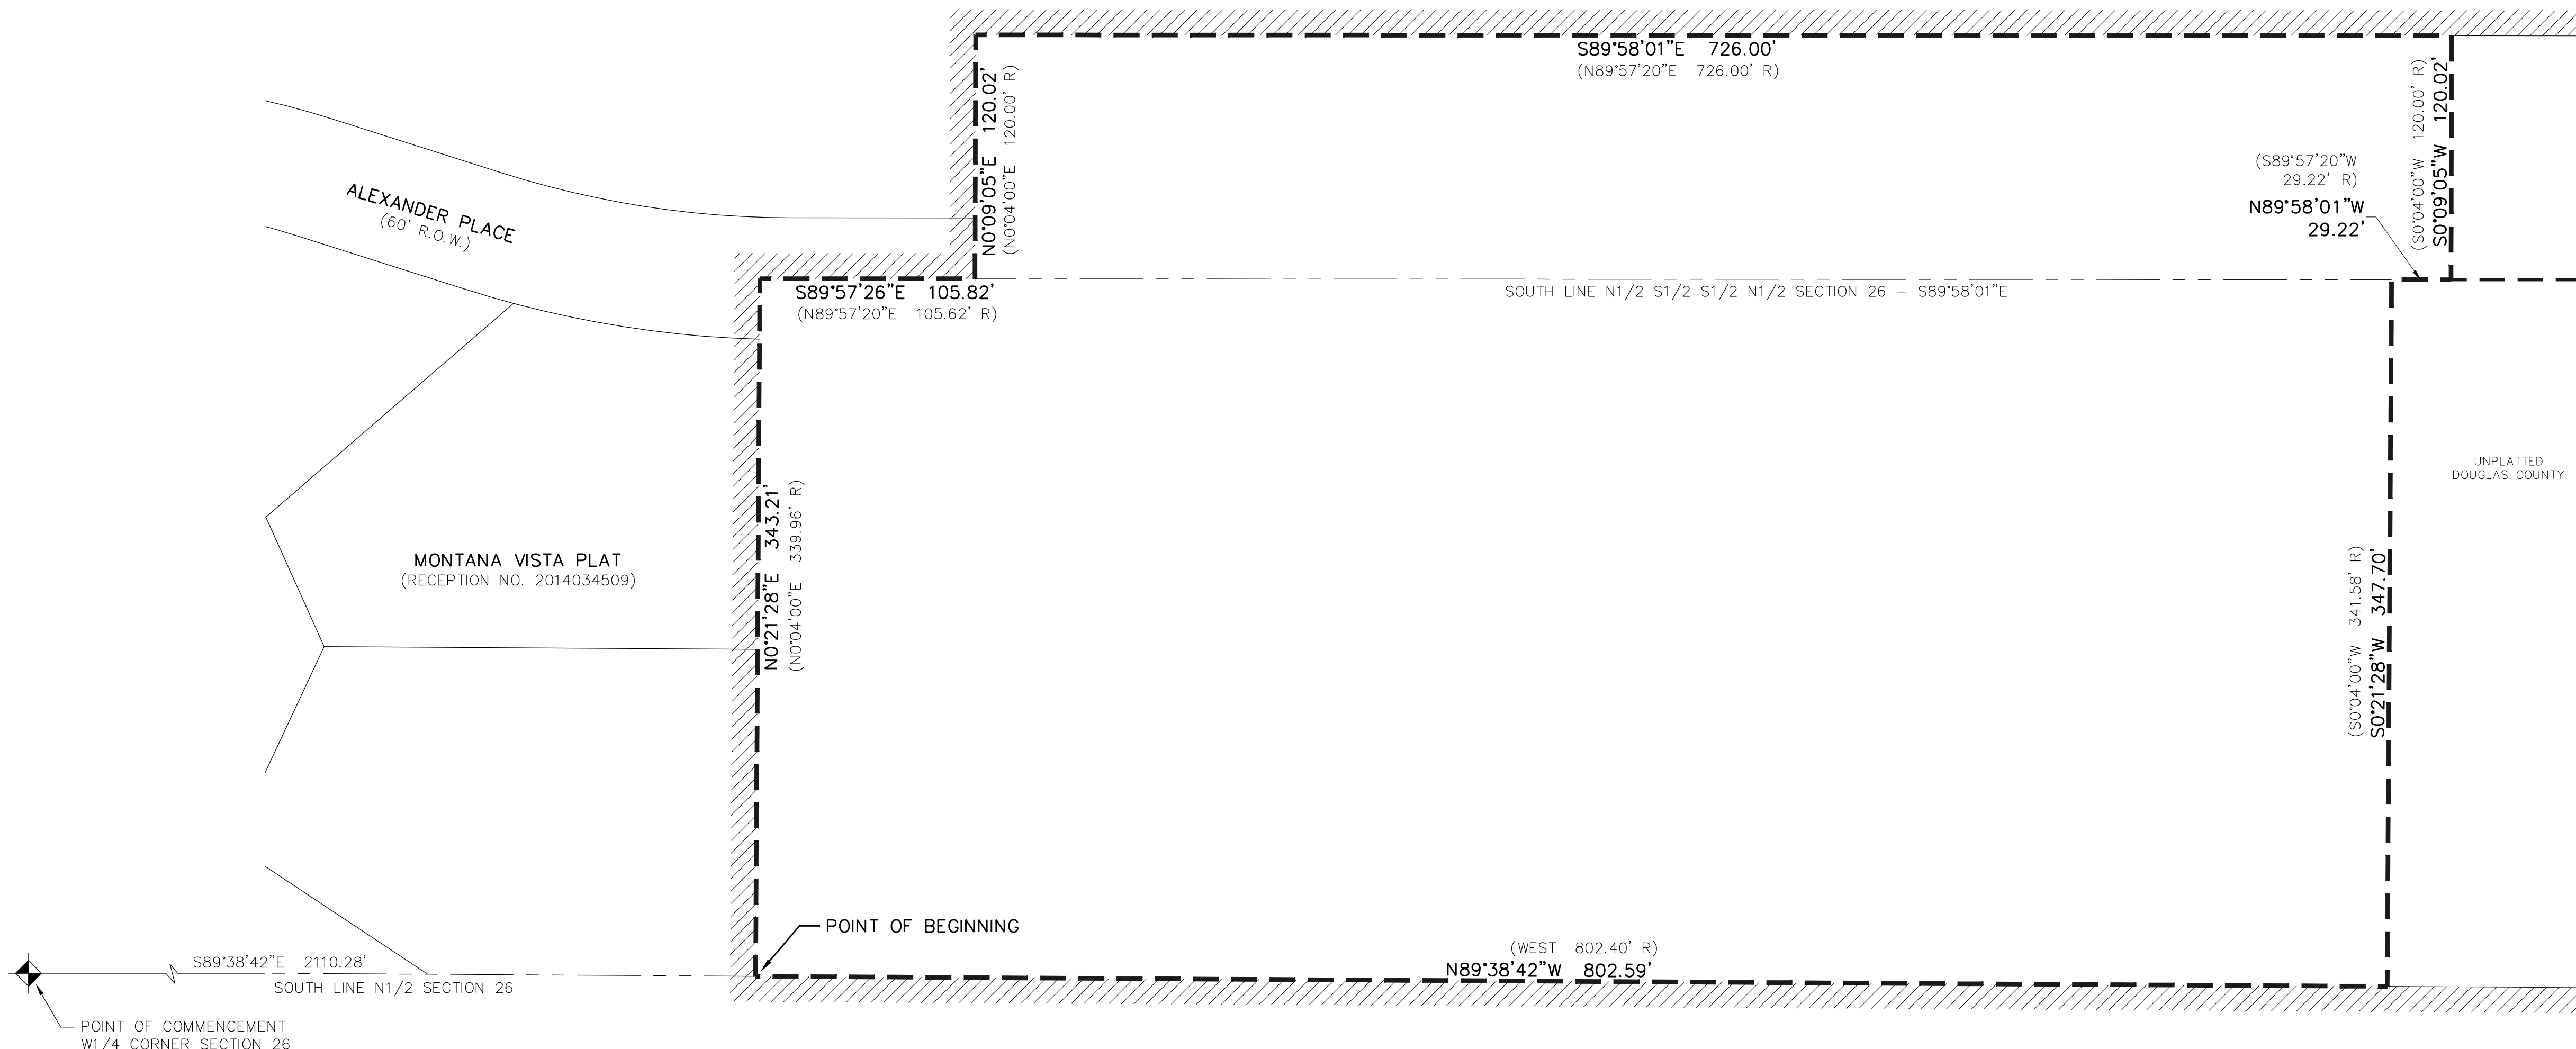 S89°58'01"E 726.00'
(N89°57'20"E 726.00' R)
N0°09'05"E 120.02'
(N0°04'00"E 120.00' R)
(S0°04'00"W 120.00' R)
S0°09'05"W 120.02'
(S89°57'20"W
29.22' R)
N89°58'01"W
29.22'
ALEXANDER PLACE
(60' R.O.W.)
S89°57'26"E 105.82'
(N89°57'20"E 105.62' R)
SOUTH LINE N1/2 S1/2 S1/2 N1/2 SECTION 26 – S89°58'01"E
UNPLATTED
DOUGLAS COUNTY
N0°21'28"E 343.21'
(N0°04'00"E 339.96' R)
MONTANA VISTA PLAT
(RECEPTION NO. 2014034509)
(S0°04'00"W 341.58' R)
S0°21'28"W 347.70'
POINT OF BEGINNING
(WEST 802.40' R)
N89°38'42"W 802.59'
S89°38'42"E 2110.28'
SOUTH LINE N1/2 SECTION 26
POINT OF COMMENCEMENT
W1/4 CORNER SECTION 26